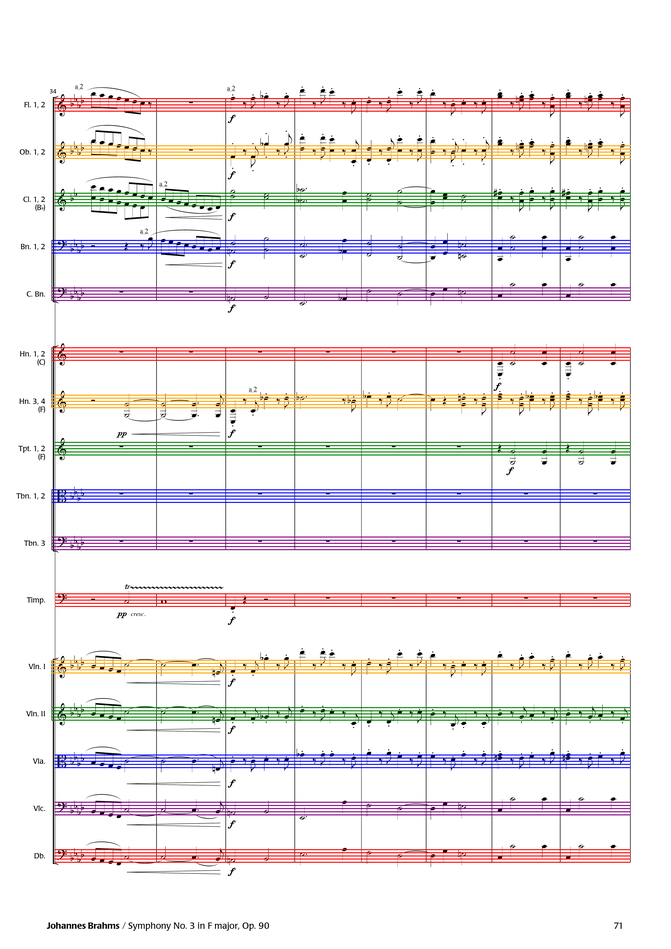 34
a.2
a.2
Fl. 1, 2
f
Ob. 1, 2
f
a.2
Cl. 1, 2
(B♭)
f
a.2
Bn. 1, 2
f
C. Bn.
f
Hn. 1, 2
(C)
f
a.2
Hn. 3, 4
(F)
pp
f
Tpt. 1, 2
(F)
f
Tbn. 1, 2
Tbn. 3
tr
Timp.
pp cresc.
f
Vln. I
f
Vln. II
f
Vla.
f
Vlc.
f
Db.
f
Johannes Brahms / Symphony No. 3 in F major, Op. 90
71